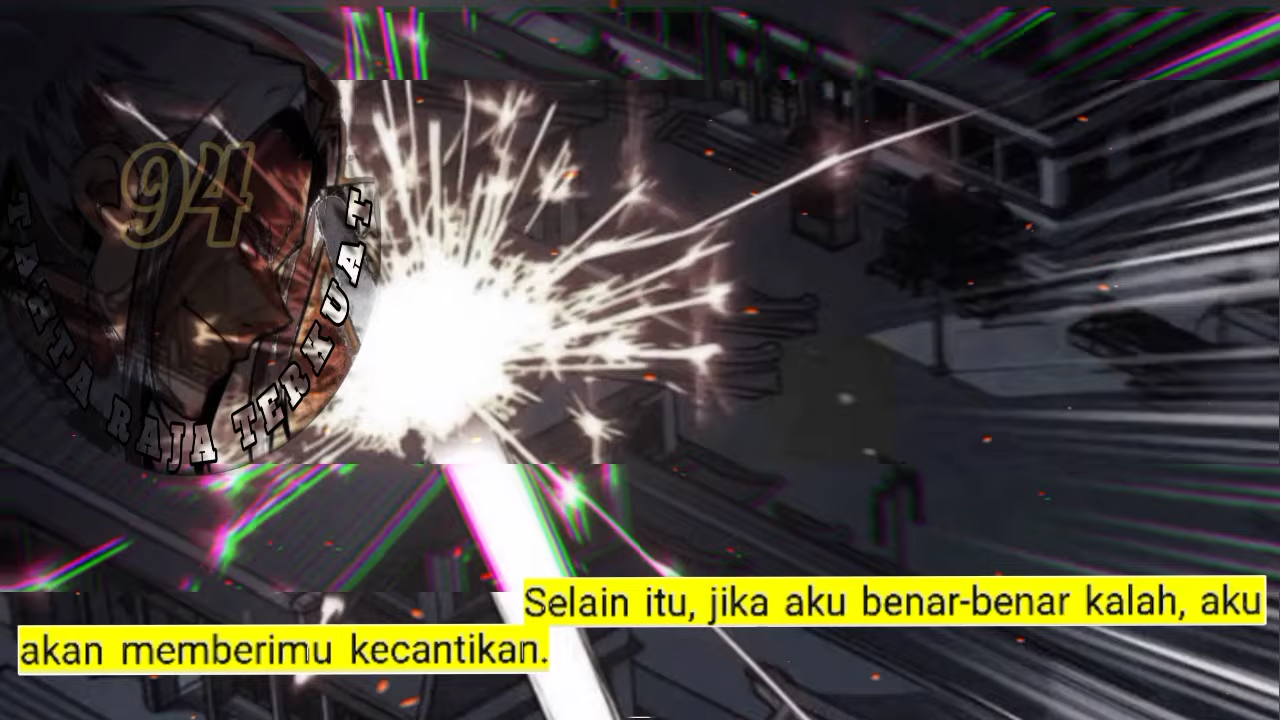 94
TAHTA RAJA TERKUAT
Selain itu, jika aku benar-benar kalah, aku
akan memberimu kecantikan.